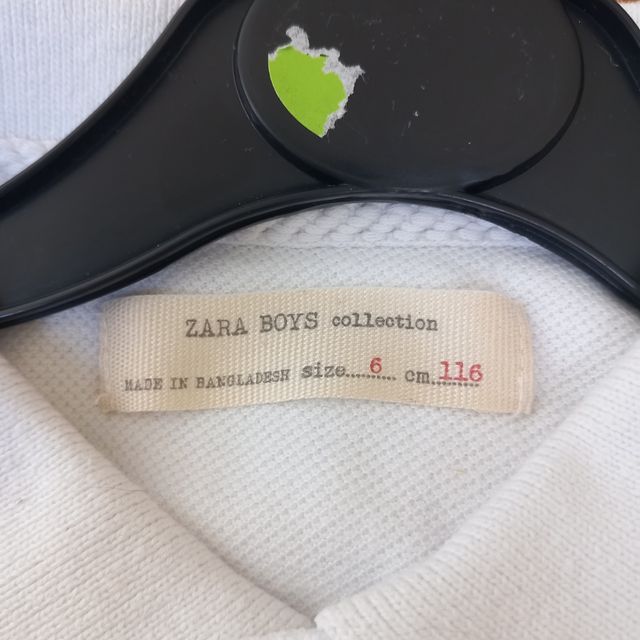 ZARA BOYS collection
MADE IN BANGLADESH size....6.... cm.116